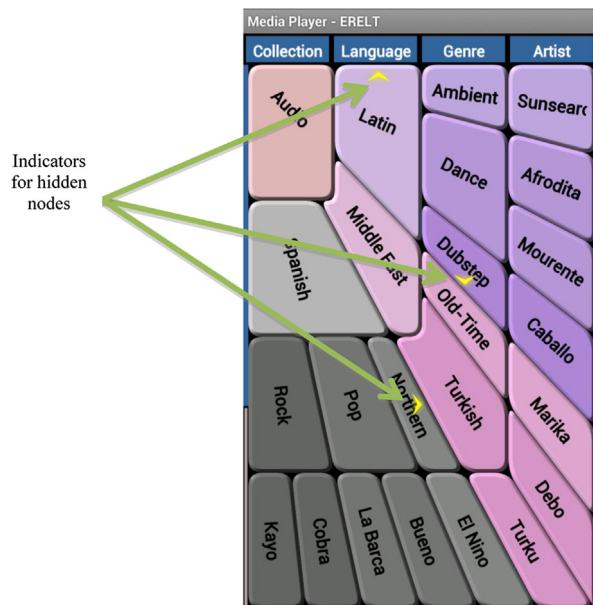 Media Player - ERELT
Collection
Language
Genre
Artist
Audio
Latin
Ambient
Sunsearc
Dance
Afrodita
Indicators
for hidden
nodes
Spanish
Middle East
Dubstep
Mourente
Old-Time
Caballo
Rock
Pop
Northern
Turkish
Marika
Debo
Kayo
Cobra
La Barca
Bueno
El Nino
Turku